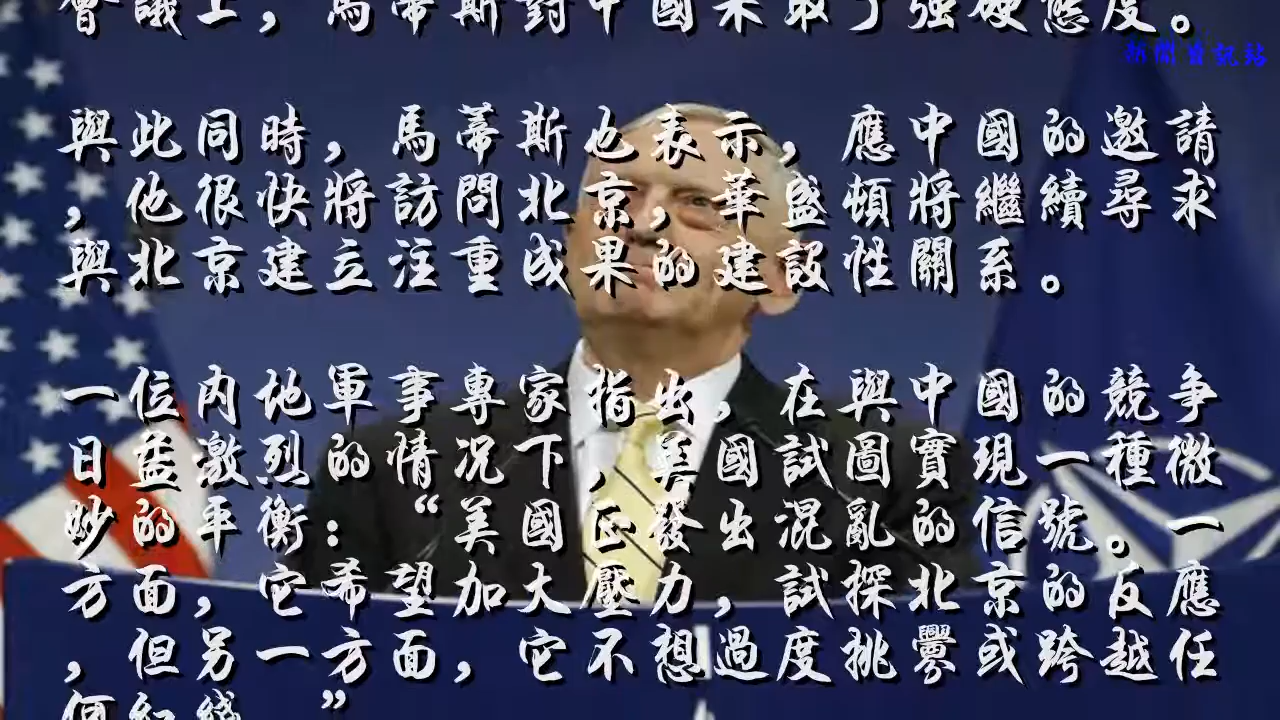 會議上，馬蒂斯對中國采取了強硬態度。
新聞資訊站
與此同時，馬蒂斯也表示，應中國的邀請
，他很快將訪問北京，華盛頓將繼續尋求
與北京建立注重成果的建設性關系。
一位內地軍事專家指出，在與中國的競爭
日益激烈的情況下，美國試圖實現一種微
妙的平衡：“美國正發出混亂的信號。一
方面，它希望加大壓力，試探北京的反應
，但另一方面，它不想過度挑釁或跨越任
何紅綫。”